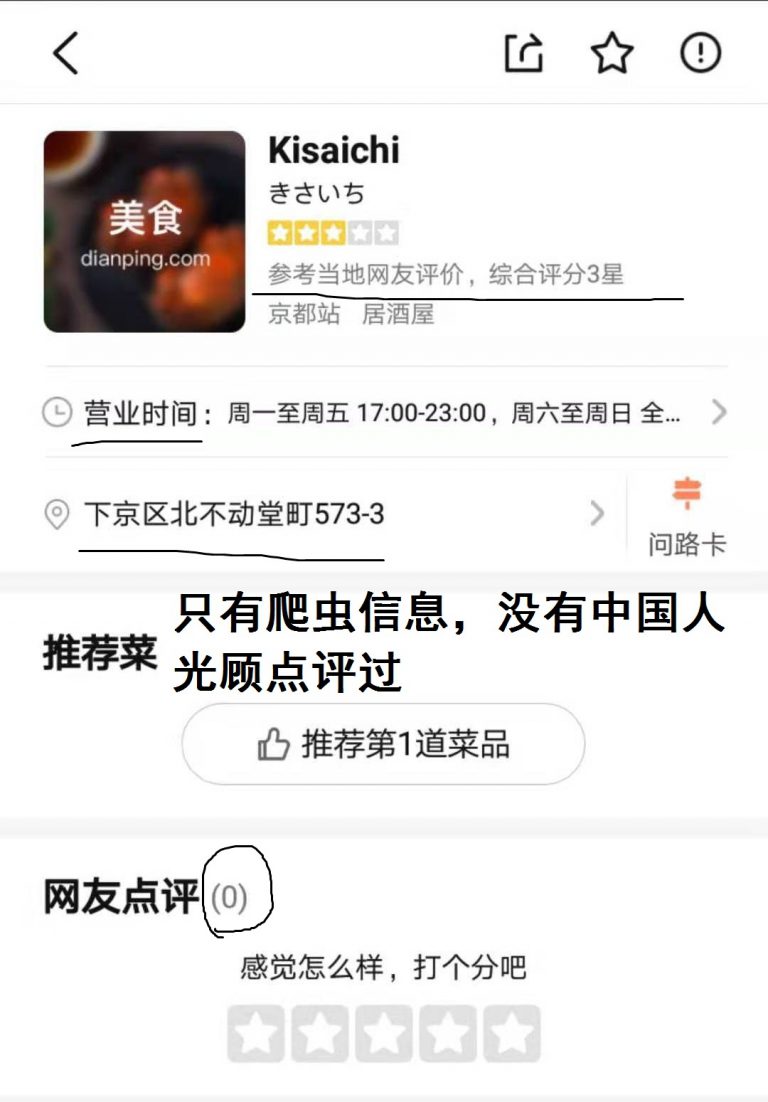 Kisaichi
きさいち
美食
dianping.com
参考当地网友评价，综合评分3星
京都站 居酒屋
营业时间：周一至周五 17:00-23:00，周六至周日 全...
下京区北不动堂町573-3
问路卡
只有爬虫信息，没有中国人
光顾点评过
推荐菜
推荐第1道菜品
网友点评(0)
感觉怎么样，打个分吧